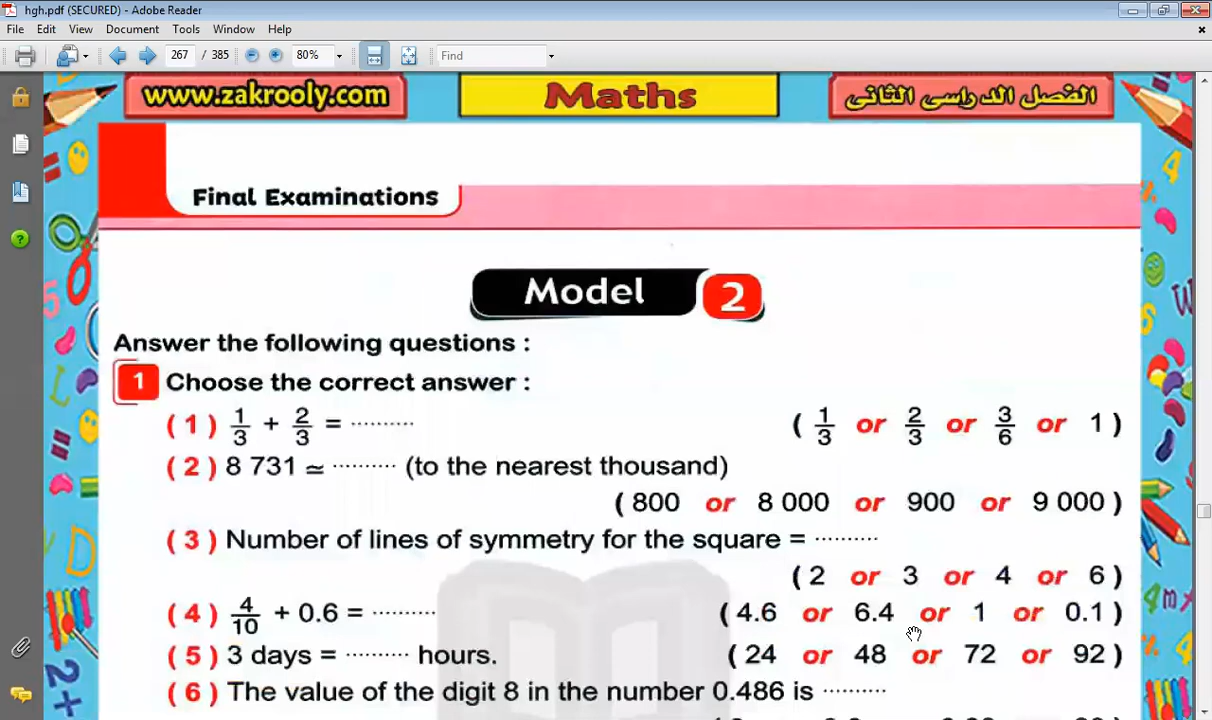 hgh.pdf (SECURED) - Adobe Reader
File Edit View Document Tools Window Help
267 / 385 80% Find
www.zakrooly.com Maths الفصل الدراسى الثانى
Final Examinations
Model 2
Answer the following questions :
1 Choose the correct answer :
( 1 ) 1/3 + 2/3 = ·········· ( 1/3 or 2/3 or 3/6 or 1 )
( 2 ) 8 731 ≃ ·········· (to the nearest thousand)
( 800 or 8 000 or 900 or 9 000 )
( 3 ) Number of lines of symmetry for the square = ··········
( 2 or 3 or 4 or 6 )
( 4 ) 4/10 + 0.6 = ·········· ( 4.6 or 6.4 or 1 or 0.1 )
( 5 ) 3 days = ·········· hours. ( 24 or 48 or 72 or 92 )
( 6 ) The value of the digit 8 in the number 0.486 is ··········